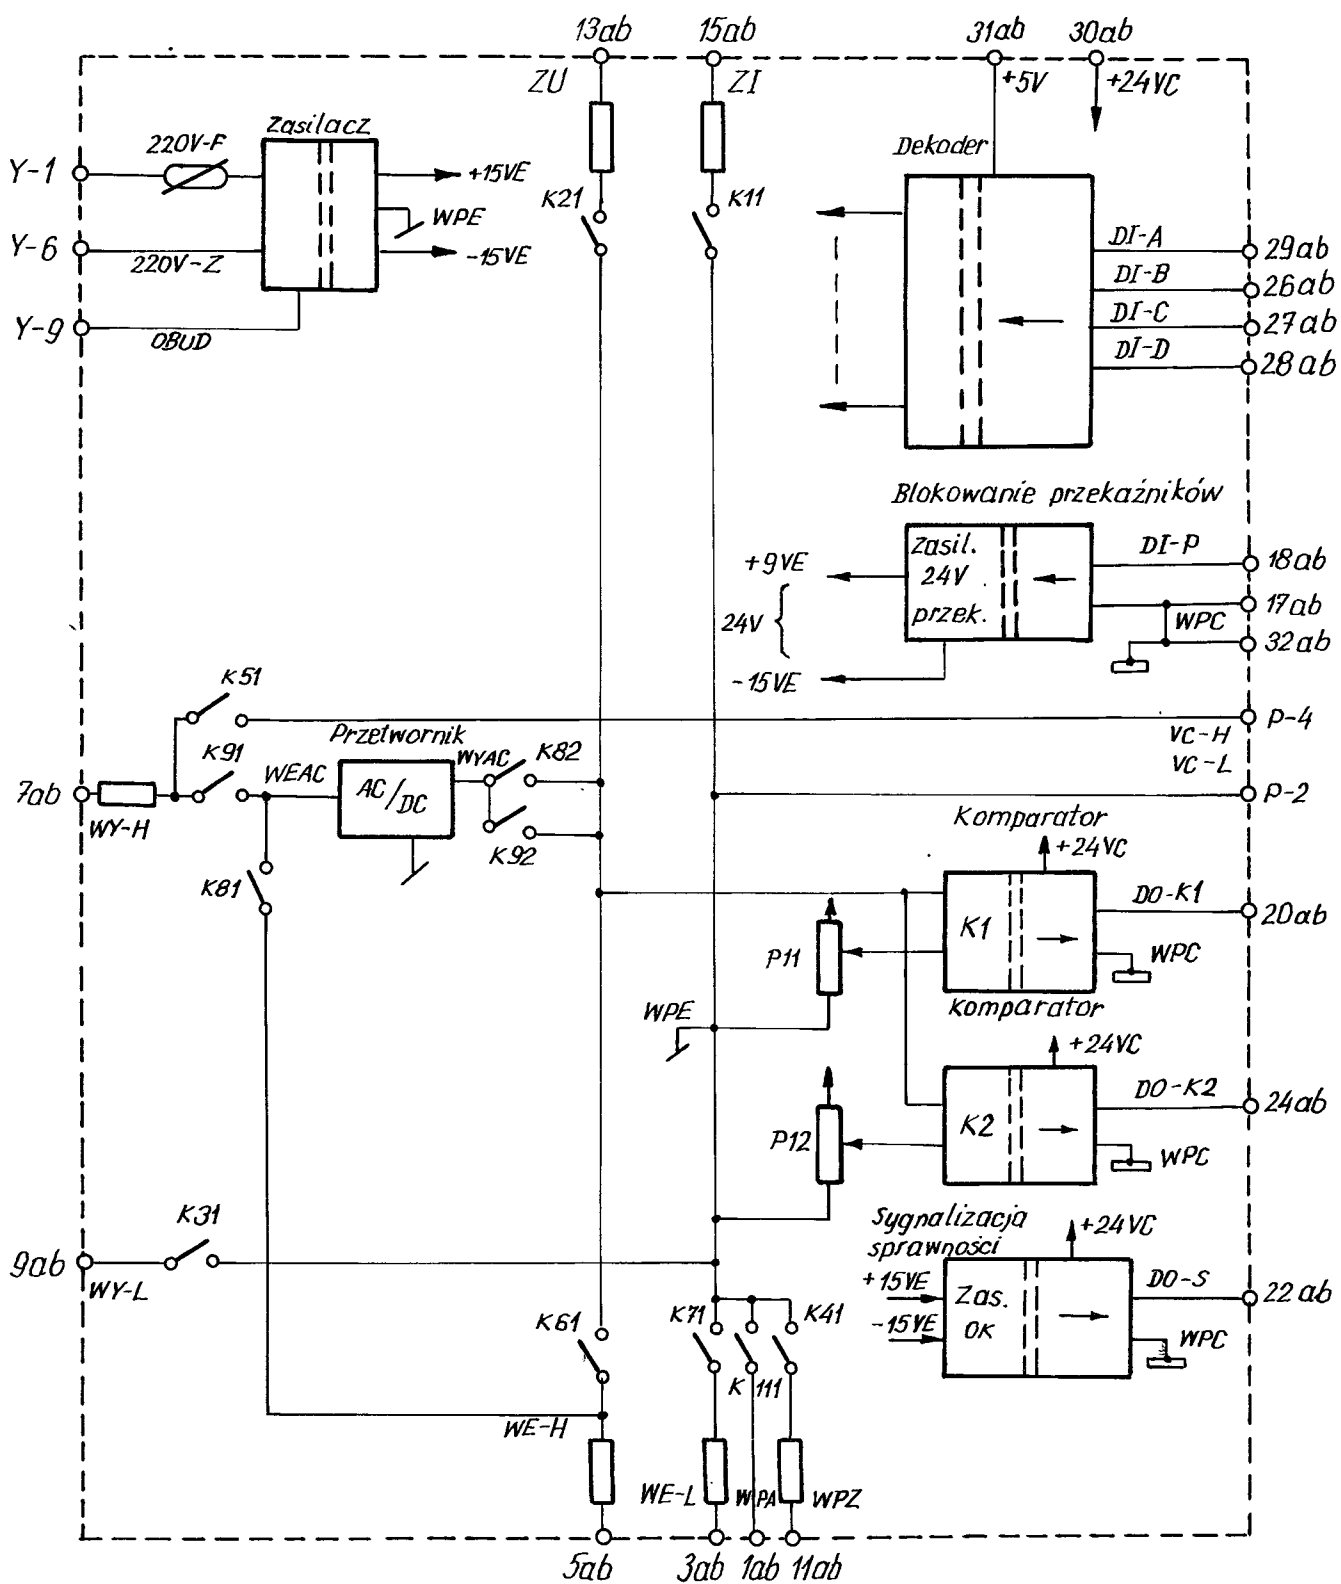 13ab
15ab
31ab
30ab
ZU
ZI
+5V
+24VC
Zasilacz
220V-F
Y-1
+15VE
WPE
Y-6
220V-Z
-15VE
Y-9
OBUD
K21
K11
Dekoder
DI-A
29ab
DI-B
26ab
DI-C
27ab
DI-D
28ab
Blokowanie przekaźników
Zasil.
24V
przek.
DI-P
18ab
+9VE
24V
-15VE
17ab
WPC
32ab
K51
P-4
VC-H
VC-L
P-2
K91
Przetwornik
WEAC
AC/DC
WYAC
K82
K92
7ab
WY-H
K81
Komparator
+24VC
K1
DO-K1
20ab
WPC
P11
WPE
Komparator
+24VC
K2
DO-K2
24ab
WPC
P12
K31
9ab
WY-L
Sygnalizacja
sprawności
+24VC
+15VE
-15VE
Zas.
OK
DO-S
22ab
WPC
K61
K71
K41
K 111
WE-H
WE-L
WPA
WPZ
5ab
3ab
1ab
11ab